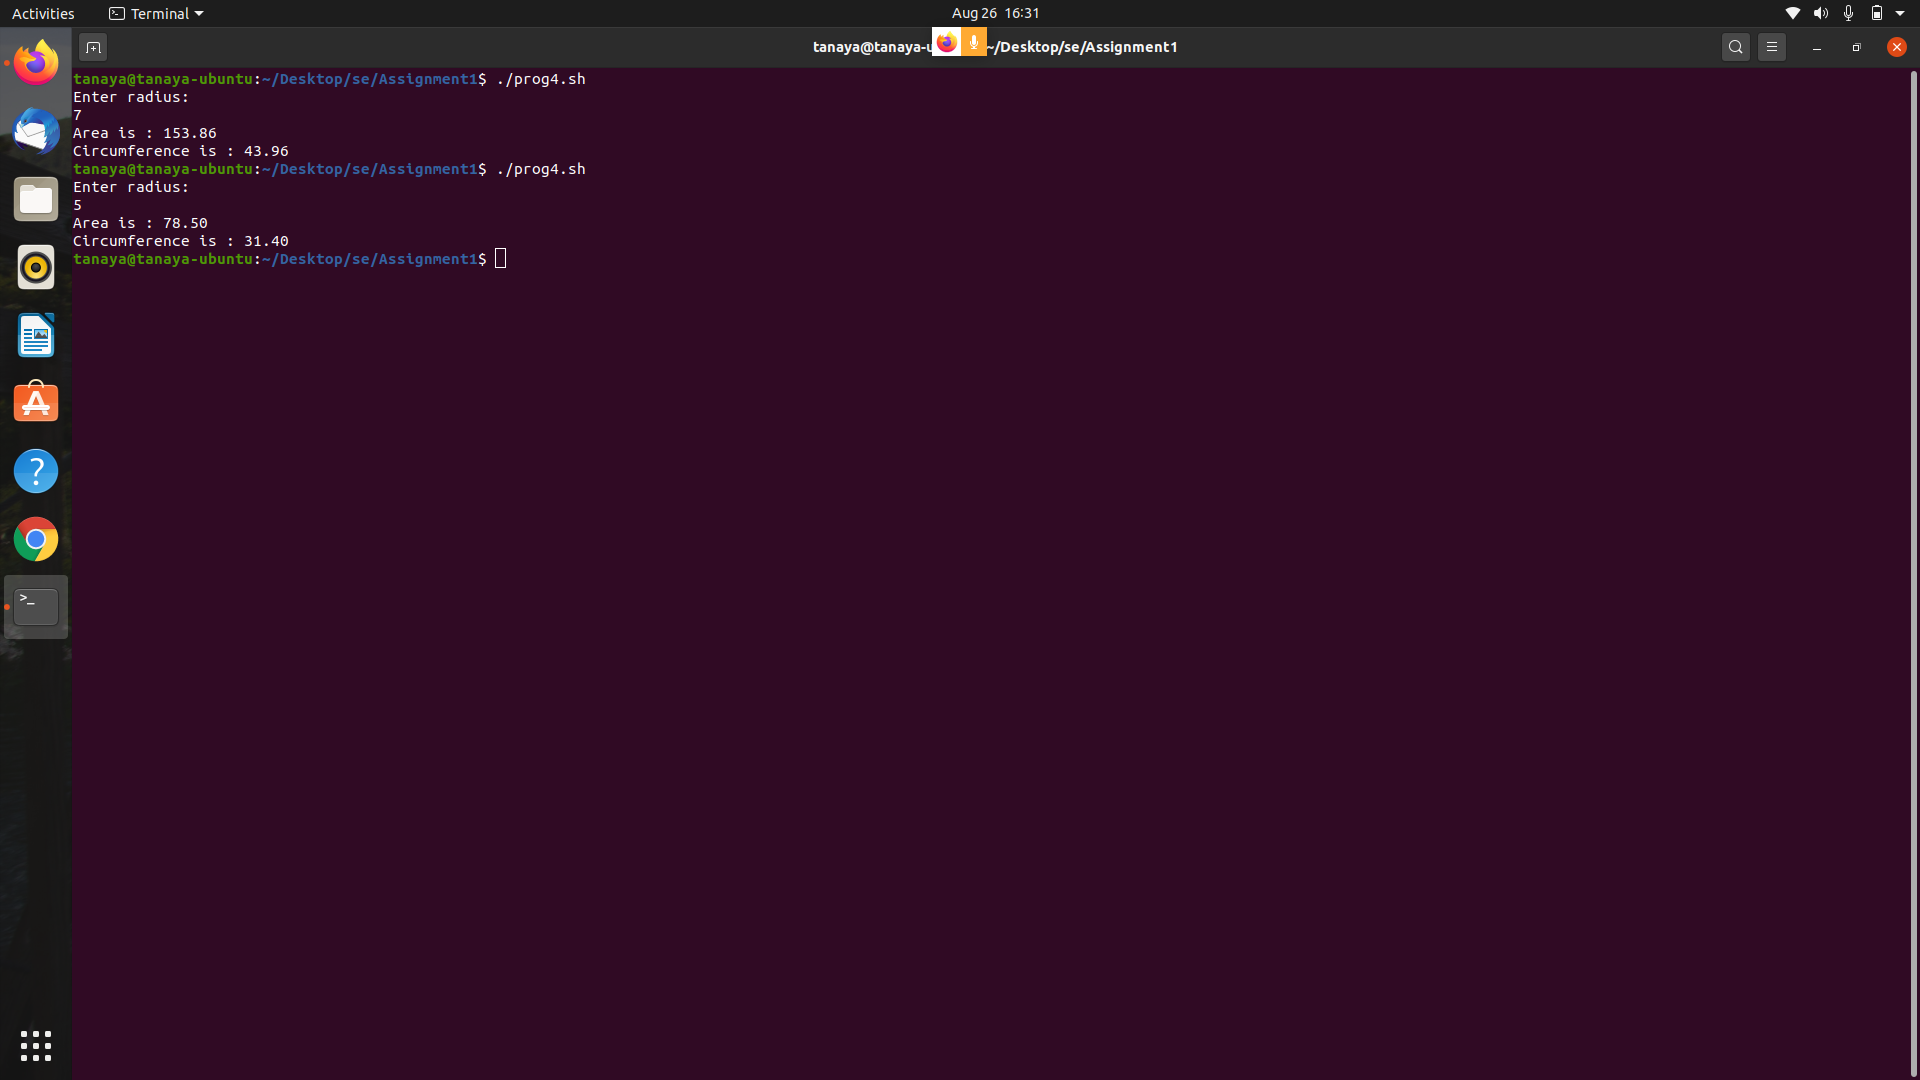 Activities
Terminal
Aug 26 16:31
tanaya@tanaya-u ~/Desktop/se/Assignment1
tanaya@tanaya-ubuntu:~/Desktop/se/Assignment1$ ./prog4.sh
Enter radius:
7
Area is : 153.86
Circumference is : 43.96
tanaya@tanaya-ubuntu:~/Desktop/se/Assignment1$ ./prog4.sh
Enter radius:
5
Area is : 78.50
Circumference is : 31.40
tanaya@tanaya-ubuntu:~/Desktop/se/Assignment1$